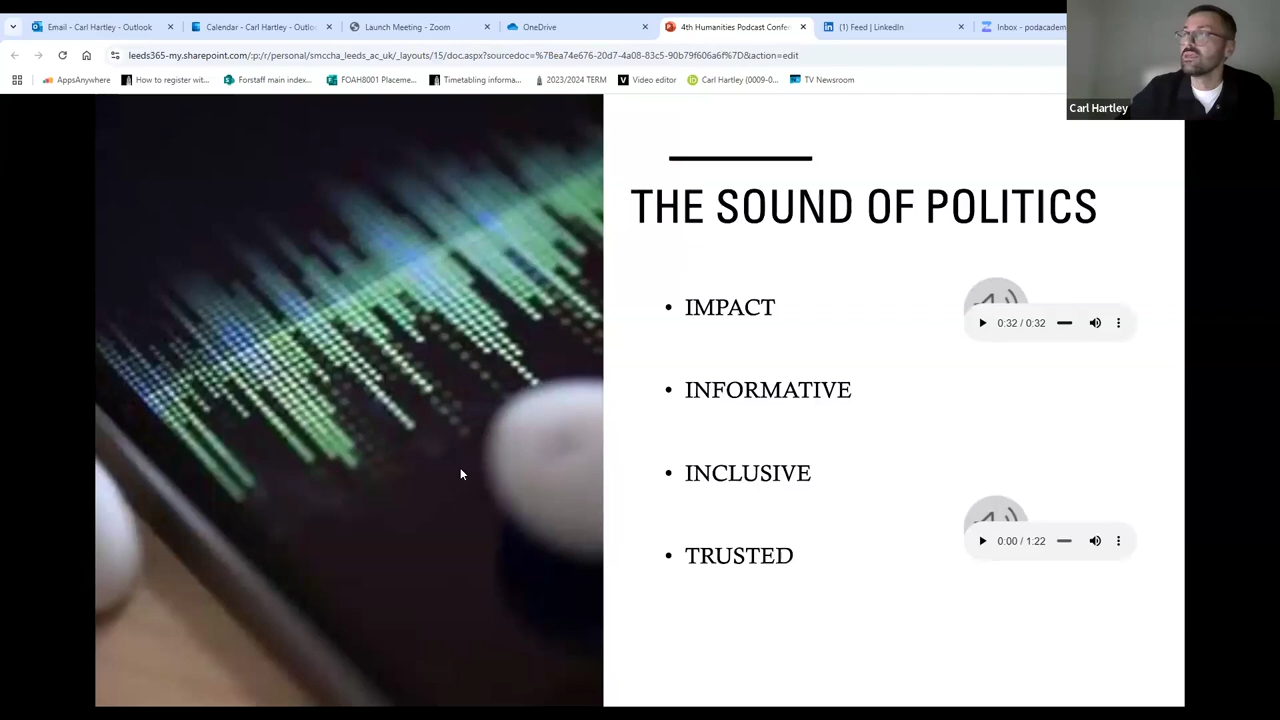 Email - Carl Hartley - Outlook
Calendar - Carl Hartley - Outlo
Launch Meeting - Zoom
OneDrive
4th Humanities Podcast Confe
(1) Feed | LinkedIn
Inbox - podacadem
leeds365-my.sharepoint.com/:p:/r/personal/smccha_leeds_ac_uk/_layouts/15/doc.aspx?sourcedoc=%7Bea74e676-20d7-4a08-83c5-90b79f606a6f%7D&action=edit
AppsAnywhere
How to register wit...
Forstaff main index...
FOAH8001 Placeme...
Timetabling informa...
2023/2024 TERM
Video editor
Carl Hartley (0009-0...
TV Newsroom
Carl Hartley
THE SOUND OF POLITICS
• IMPACT
0:32 / 0:32
• INFORMATIVE
• INCLUSIVE
0:00 / 1:22
• TRUSTED